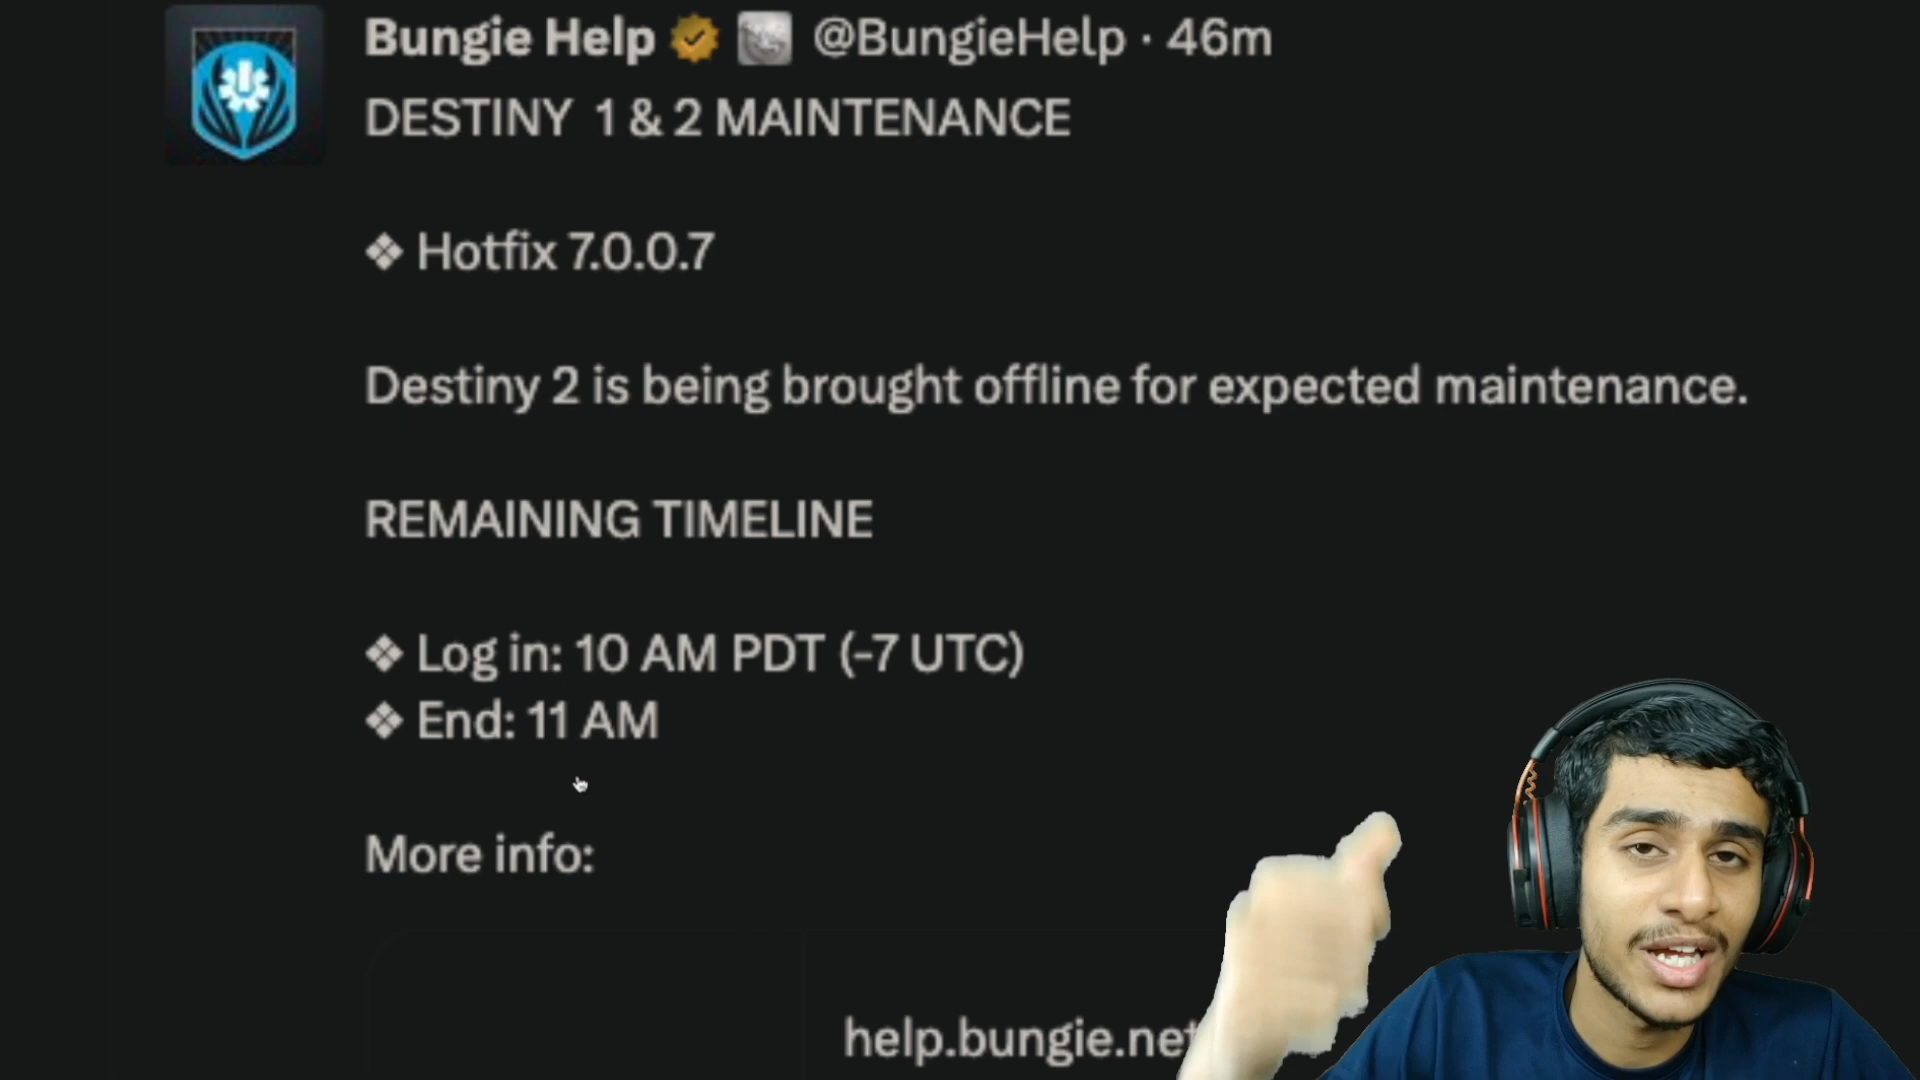 Bungie Help @BungieHelp · 46m
DESTINY 1 & 2 MAINTENANCE
❖ Hotfix 7.0.0.7
Destiny 2 is being brought offline for expected maintenance.
REMAINING TIMELINE
❖ Log in: 10 AM PDT (-7 UTC)
❖ End: 11 AM
More info:
help.bungie.net